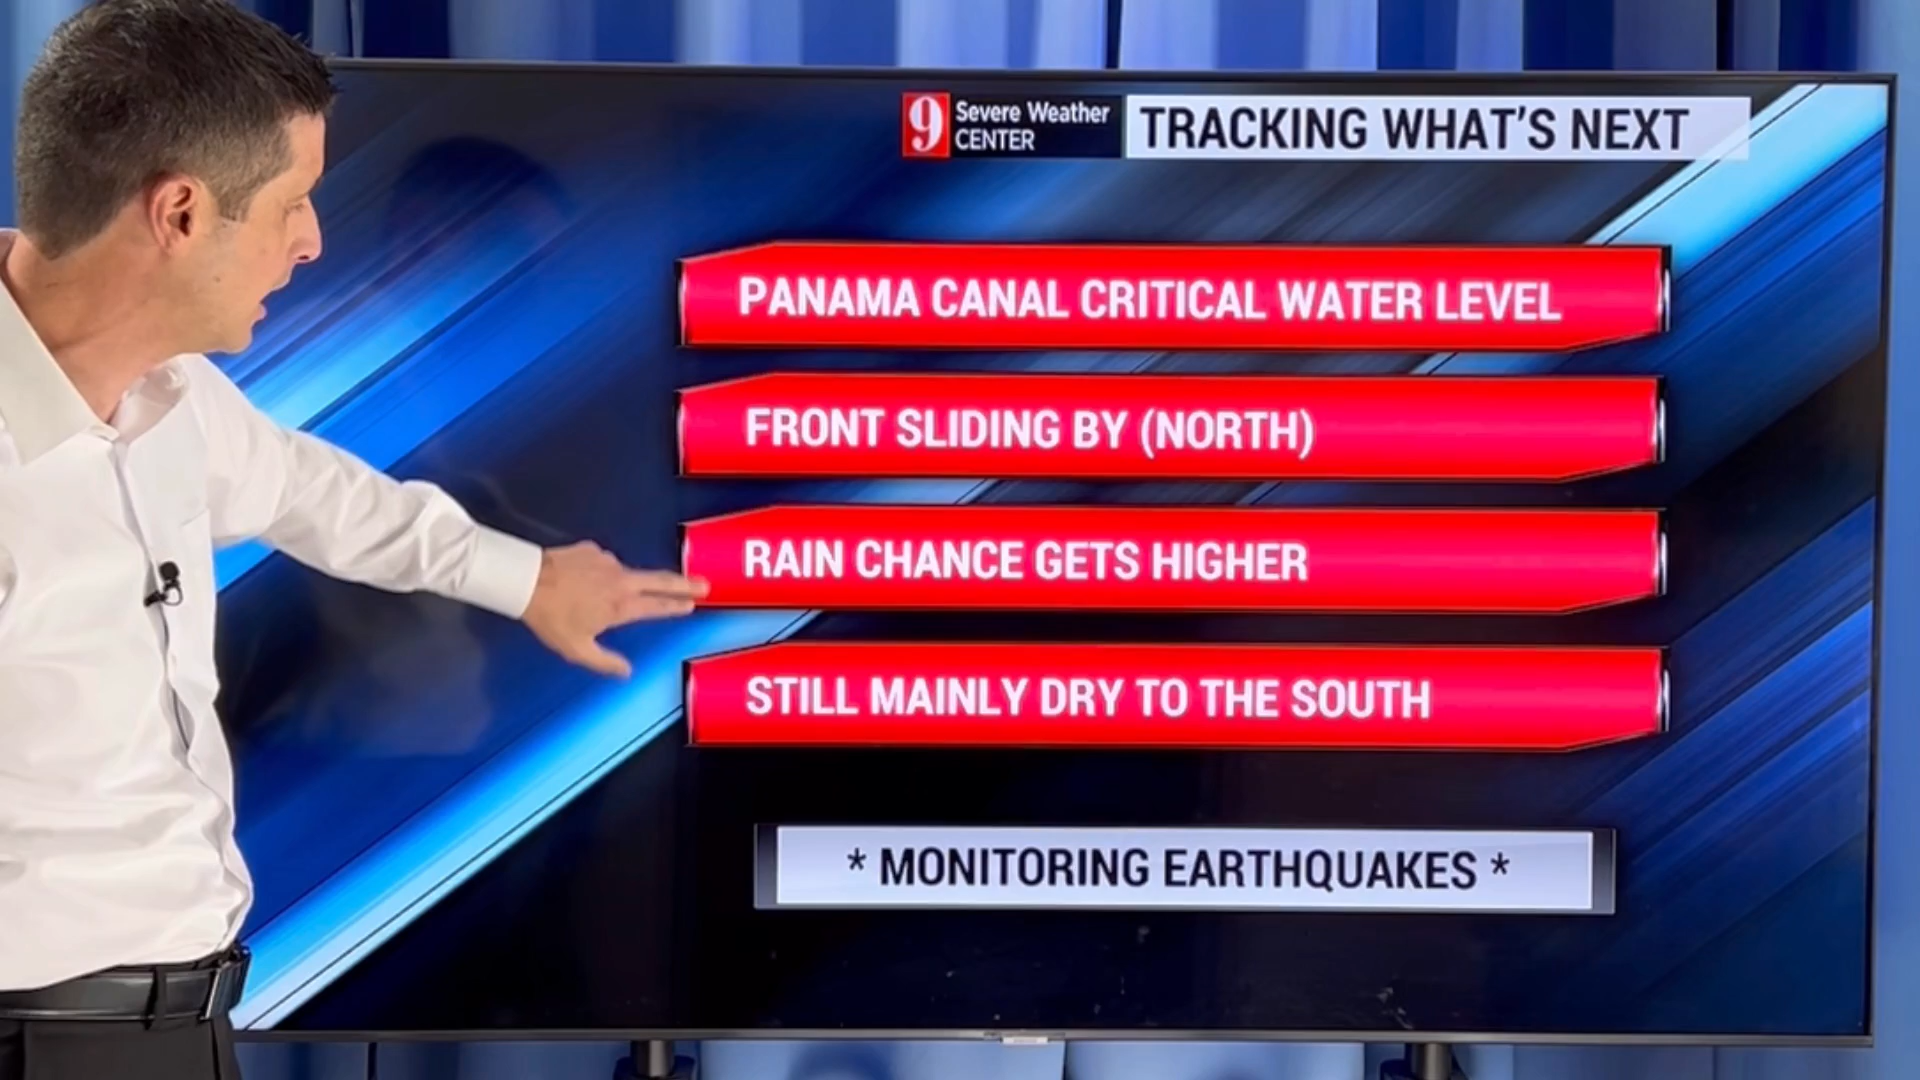 9 Severe Weather
CENTER
TRACKING WHAT'S NEXT
PANAMA CANAL CRITICAL WATER LEVEL
FRONT SLIDING BY (NORTH)
RAIN CHANCE GETS HIGHER
STILL MAINLY DRY TO THE SOUTH
* MONITORING EARTHQUAKES *